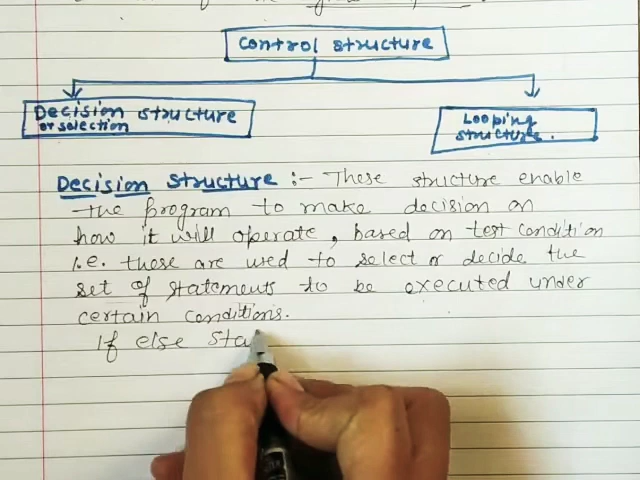 Control structure
Decision structure
or selection
Looping
structure.
Decision structure :- These structure enable
the program to make decision on
how it will operate, based on test condition
i.e. these are used to select or decide the
set of statements to be executed under
certain conditions.
If else sta